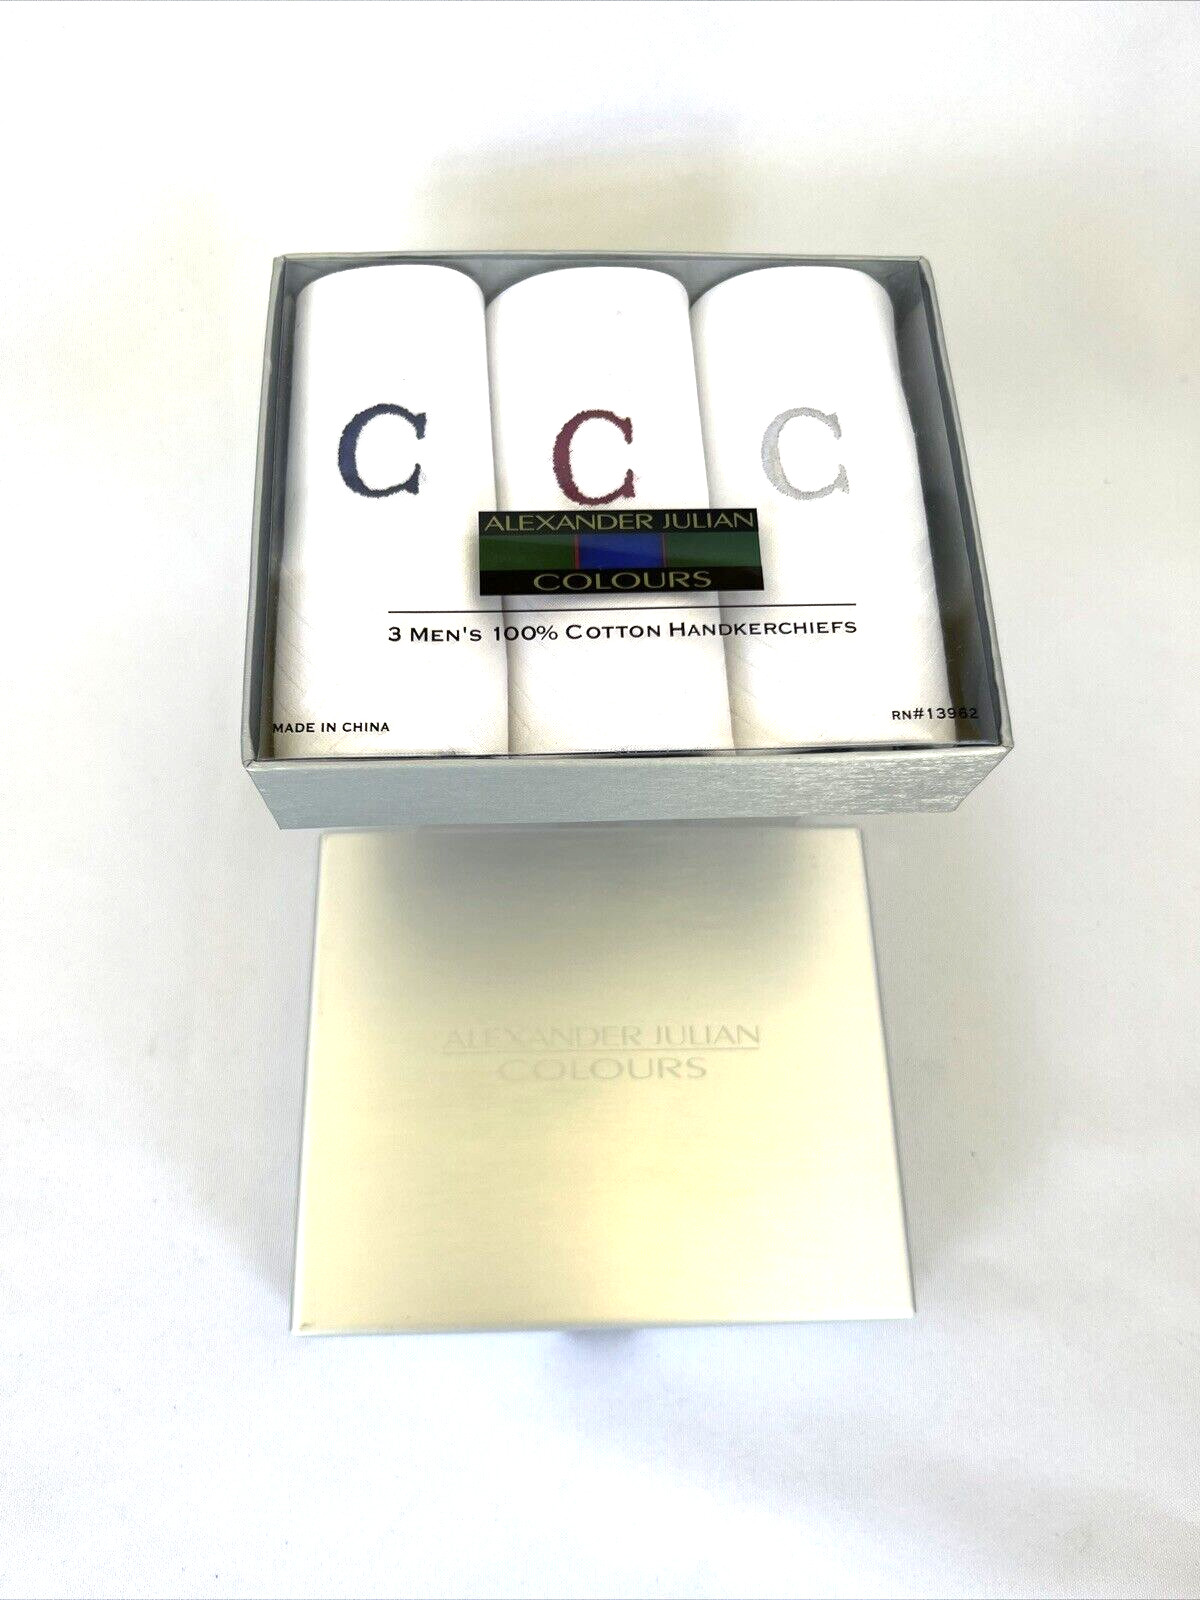 C C C
ALEXANDER JULIAN
COLOURS
3 MEN'S 100% COTTON HANDKERCHIEFS
MADE IN CHINA
RN#13962
ALEXANDER JULIAN
COLOURS